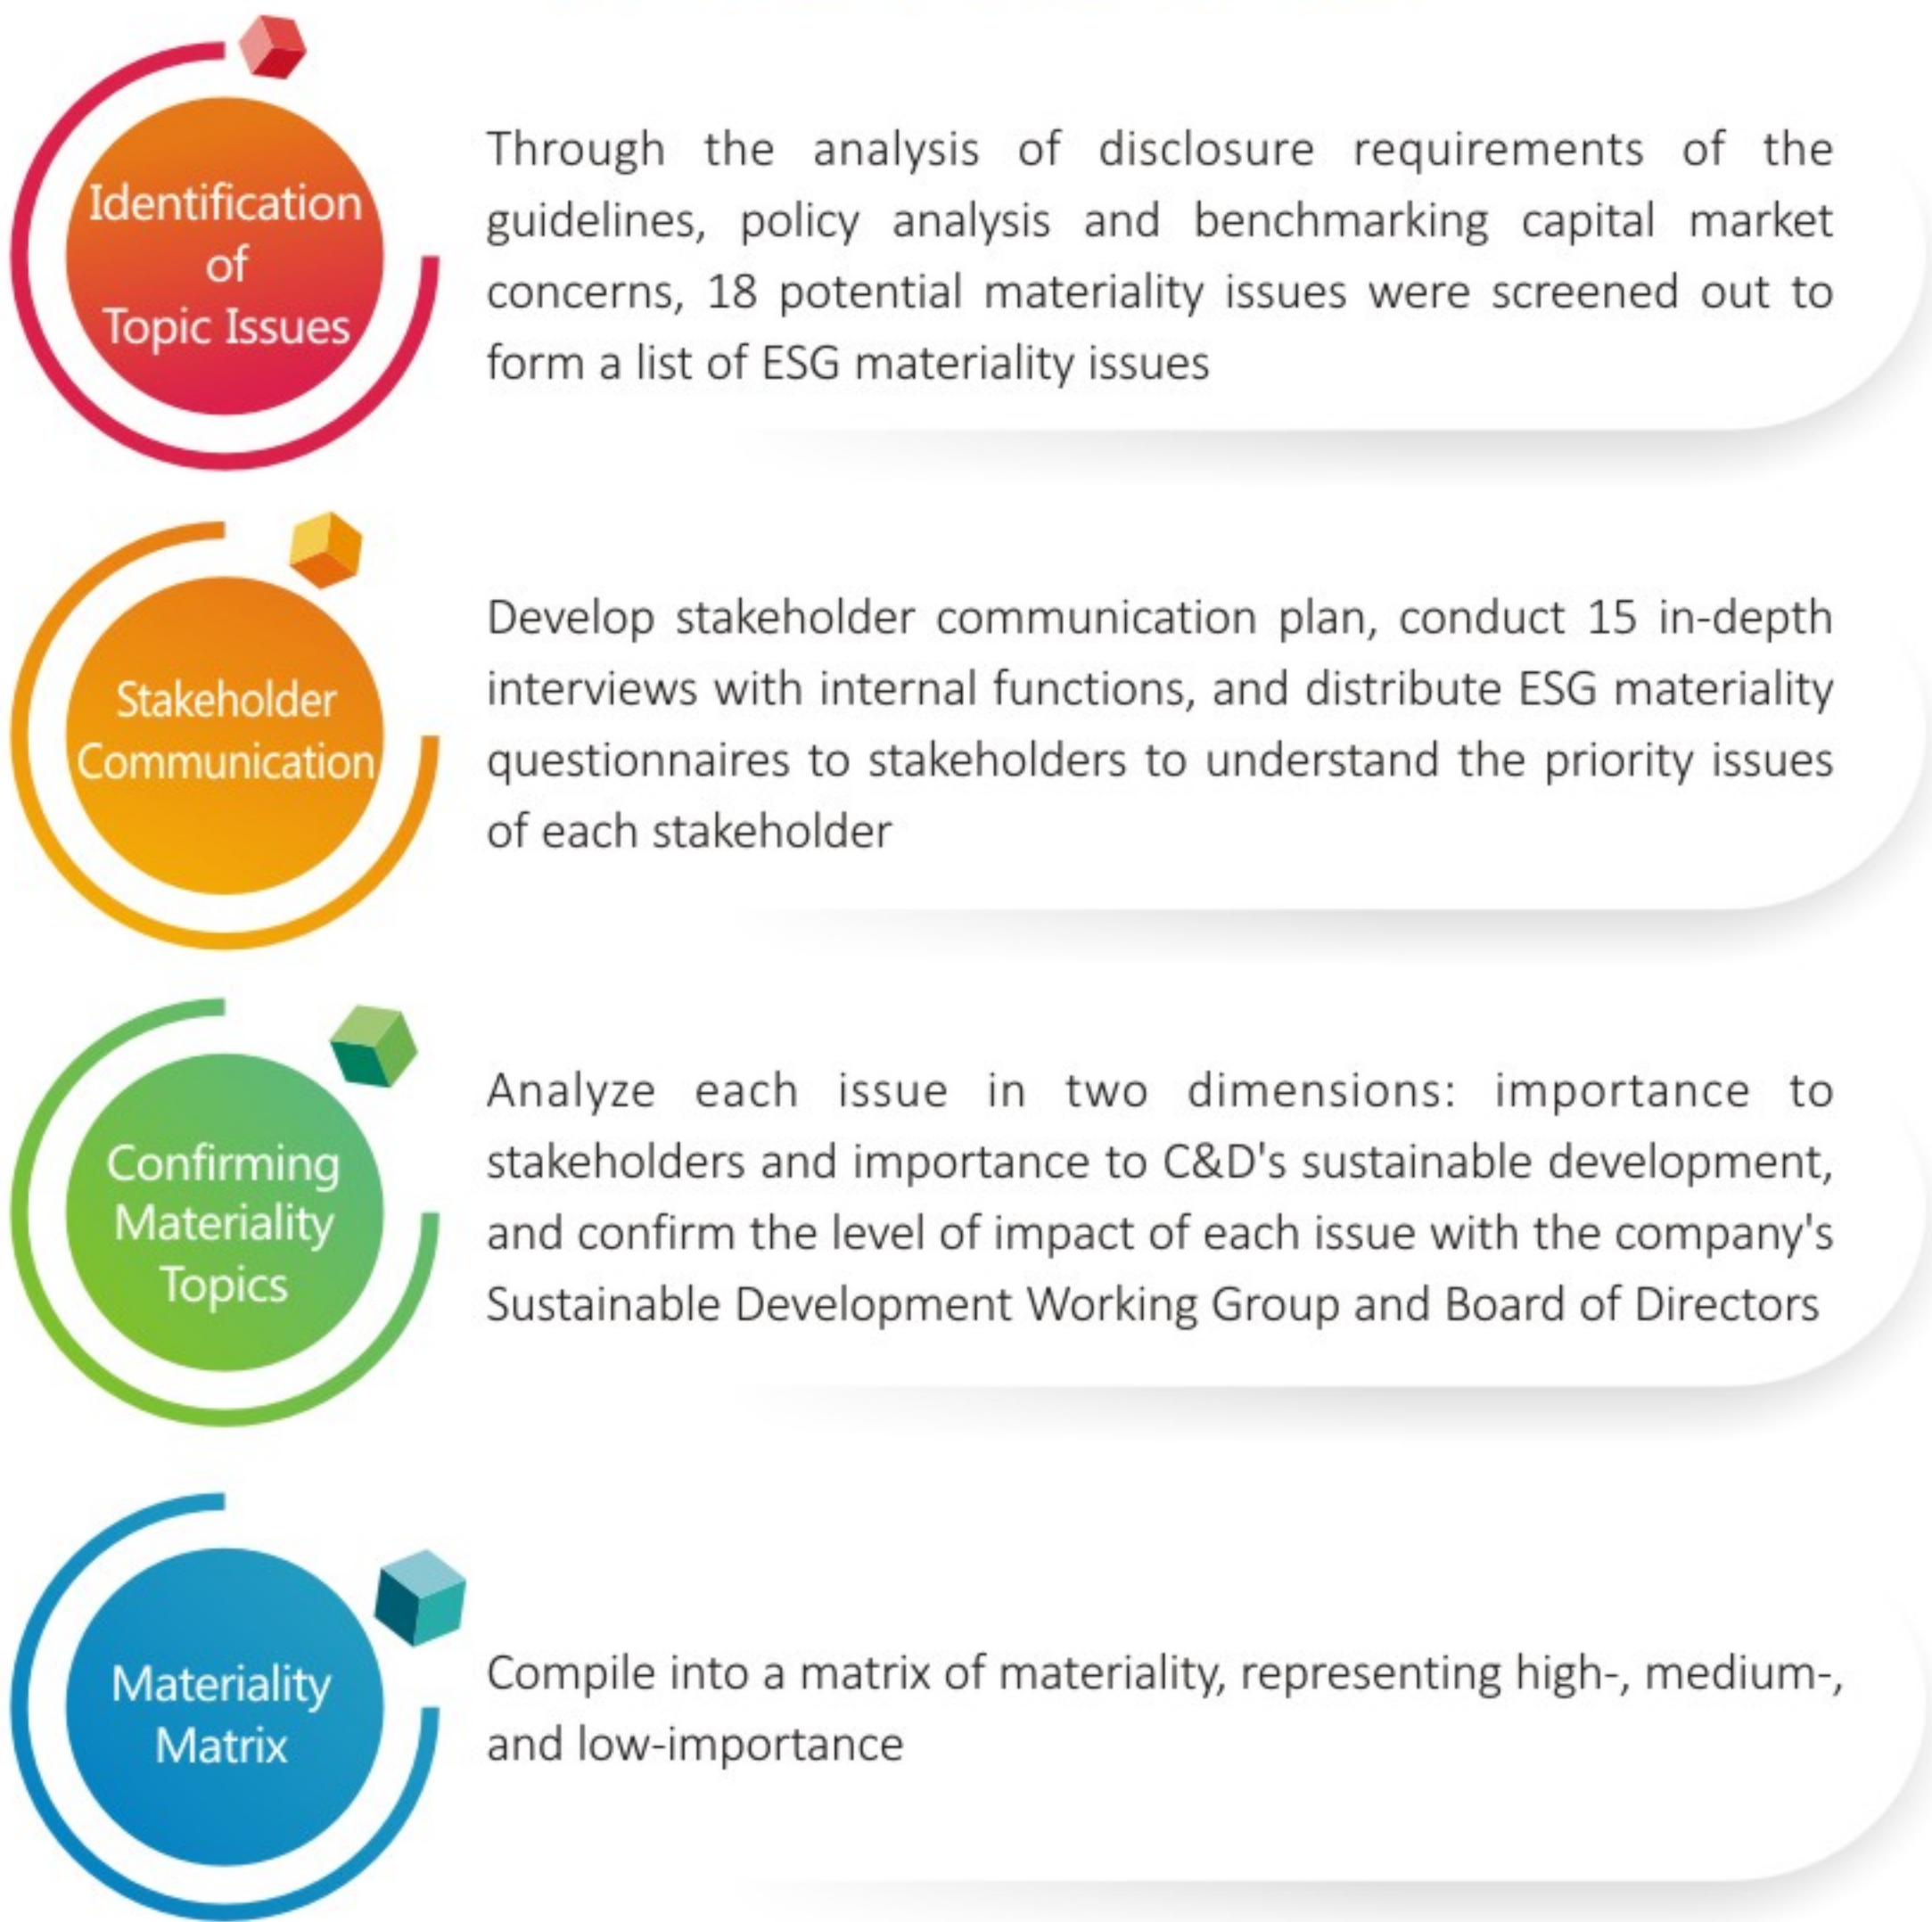 Identification
of
Topic Issues
Through the analysis of disclosure requirements of the
guidelines, policy analysis and benchmarking capital market
concerns, 18 potential materiality issues were screened out to
form a list of ESG materiality issues
Stakeholder
Communication
Develop stakeholder communication plan, conduct 15 in-depth
interviews with internal functions, and distribute ESG materiality
questionnaires to stakeholders to understand the priority issues
of each stakeholder
Confirming
Materiality
Topics
Analyze each issue in two dimensions: importance to
stakeholders and importance to C&D's sustainable development,
and confirm the level of impact of each issue with the company's
Sustainable Development Working Group and Board of Directors
Materiality
Matrix
Compile into a matrix of materiality, representing high-, medium-,
and low-importance